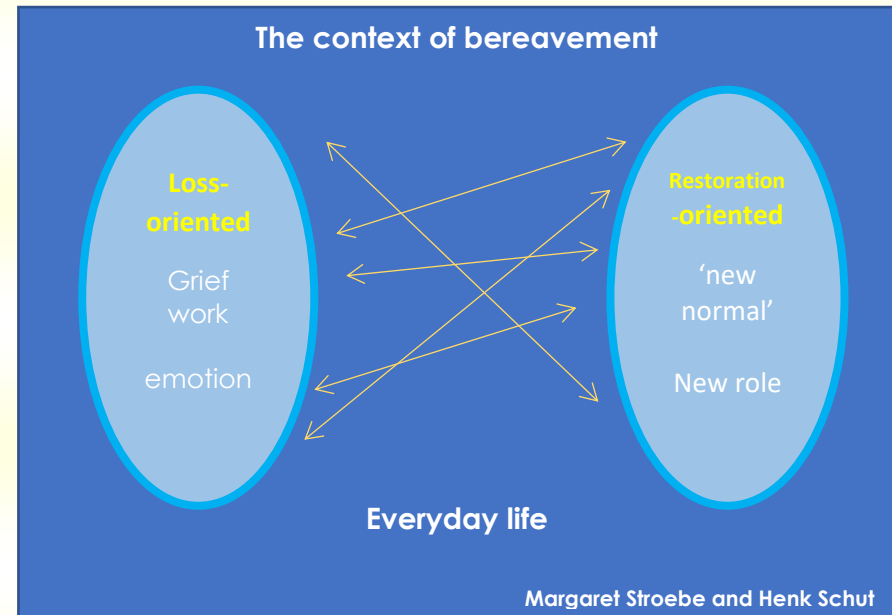 The context of bereavement
Loss-
oriented
Grief
work
emotion
Restoration
-oriented
‘new
normal’
New role
Everyday life
Margaret Stroebe and Henk Schut